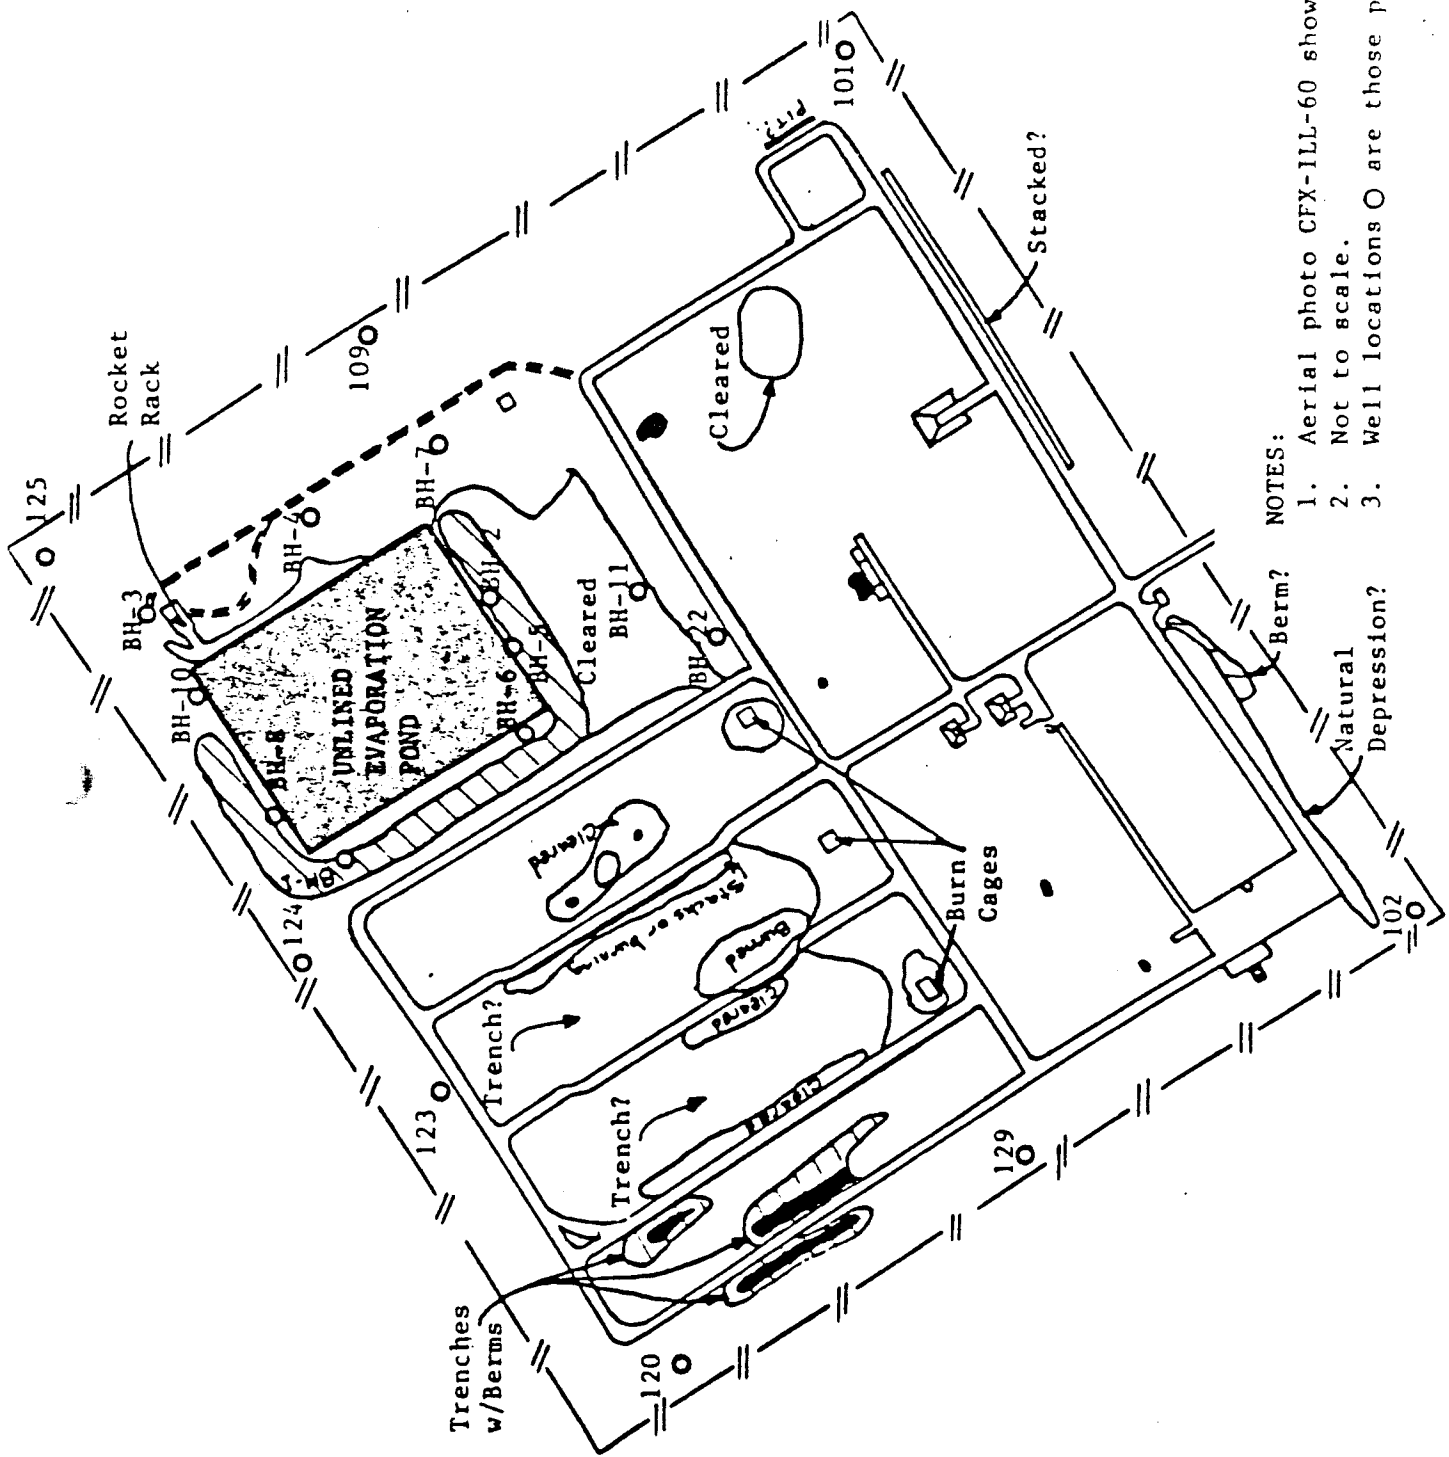 125
Rocket
Rack
BH-3
BH-10
BH-4
109
BH-7
101
PIT?
UNLINED
EVAPORATION
POND
BH-8
BH-2
BH-5
BH-6
BH-1
Cleared
BH-11
BH-22
Cleared
Stacked?
124
Cleared
Stacks or burning
Burned
Cleared
Trench?
Trench?
123
Burn
Cages
Trenches
w/Berms
120
129
102
Berm?
Natural
Depression?
NOTES:
1. Aerial photo CFX-1LL-60 show
2. Not to scale.
3. Well locations O are those p